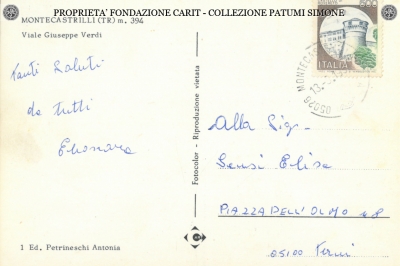 PROPRIETA' FONDAZIONE CARIT - COLLEZIONE PATUMI SIMONE
MONTECASTRILLI (TR) m. 394
Viale Giuseppe Verdi
Tanti Saluti
da tutti
Eleonora
1 Ed. Petrineschi Antonia
Fotocolor - Riproduzione vietata
ITALIA
Alla Sig.
Sensi Elisa
PIAZZA DELL'OLMO
05100 Terni